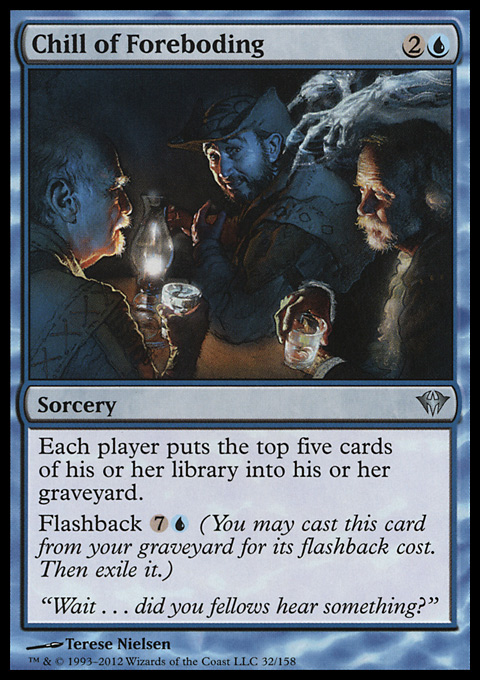 Chill of Foreboding 2
Sorcery
Each player puts the top five cards
of his or her library into his or her
graveyard.
Flashback 7 (You may cast this card
from your graveyard for its flashback cost.
Then exile it.)
“Wait . . . did you fellows hear something?”
Terese Nielsen
™ & © 1993–2012 Wizards of the Coast LLC 32/158